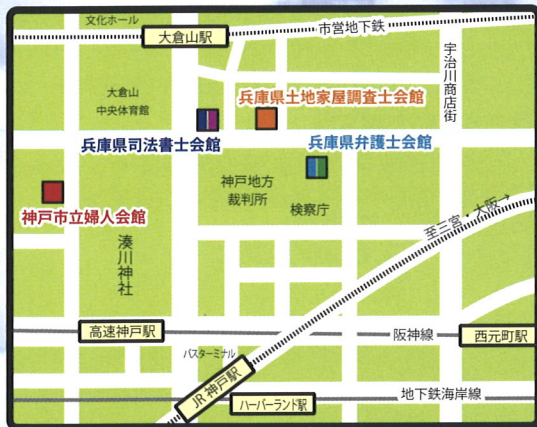 文化ホール
大倉山駅
市営地下鉄
宇治川商店街
大倉山
中央体育館
兵庫県土地家屋調査士会館
兵庫県司法書士会館
兵庫県弁護士会館
神戸地方
裁判所
検察庁
神戸市立婦人会館
湊川神社
至三宮・大阪→
高速神戸駅
阪神線
西元町駅
バスターミナル
JR神戸駅
ハーバーランド駅
地下鉄海岸線